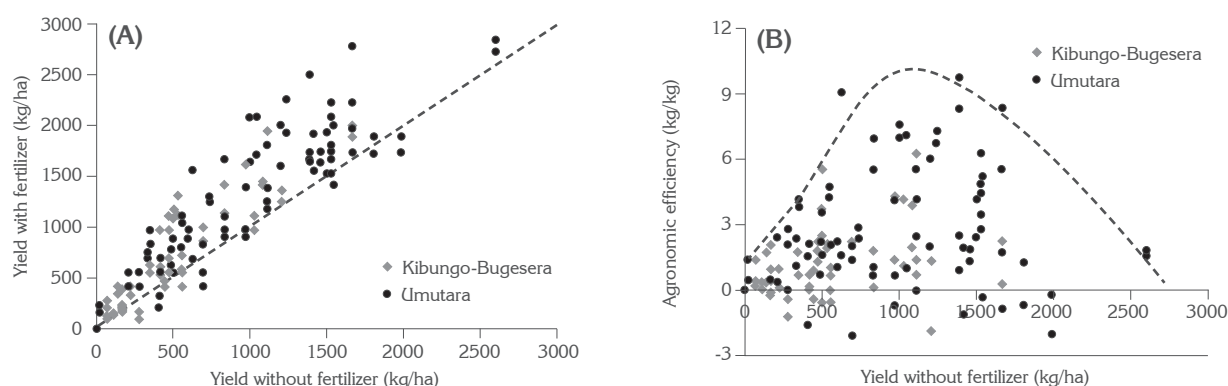 (A)
Yield with fertilizer (kg/ha)
3000
2500
2000
1500
1000
500
0
Kibungo-Bugesera
Umutara
0 500 1000 1500 2000 2500 3000
Yield without fertilizer (kg/ha)
(B)
Agronomic efficiency (kg/kg)
12
9
6
3
0
-3
Kibungo-Bugesera
Umutara
0 500 1000 1500 2000 2500 3000
Yield without fertilizer (kg/ha)